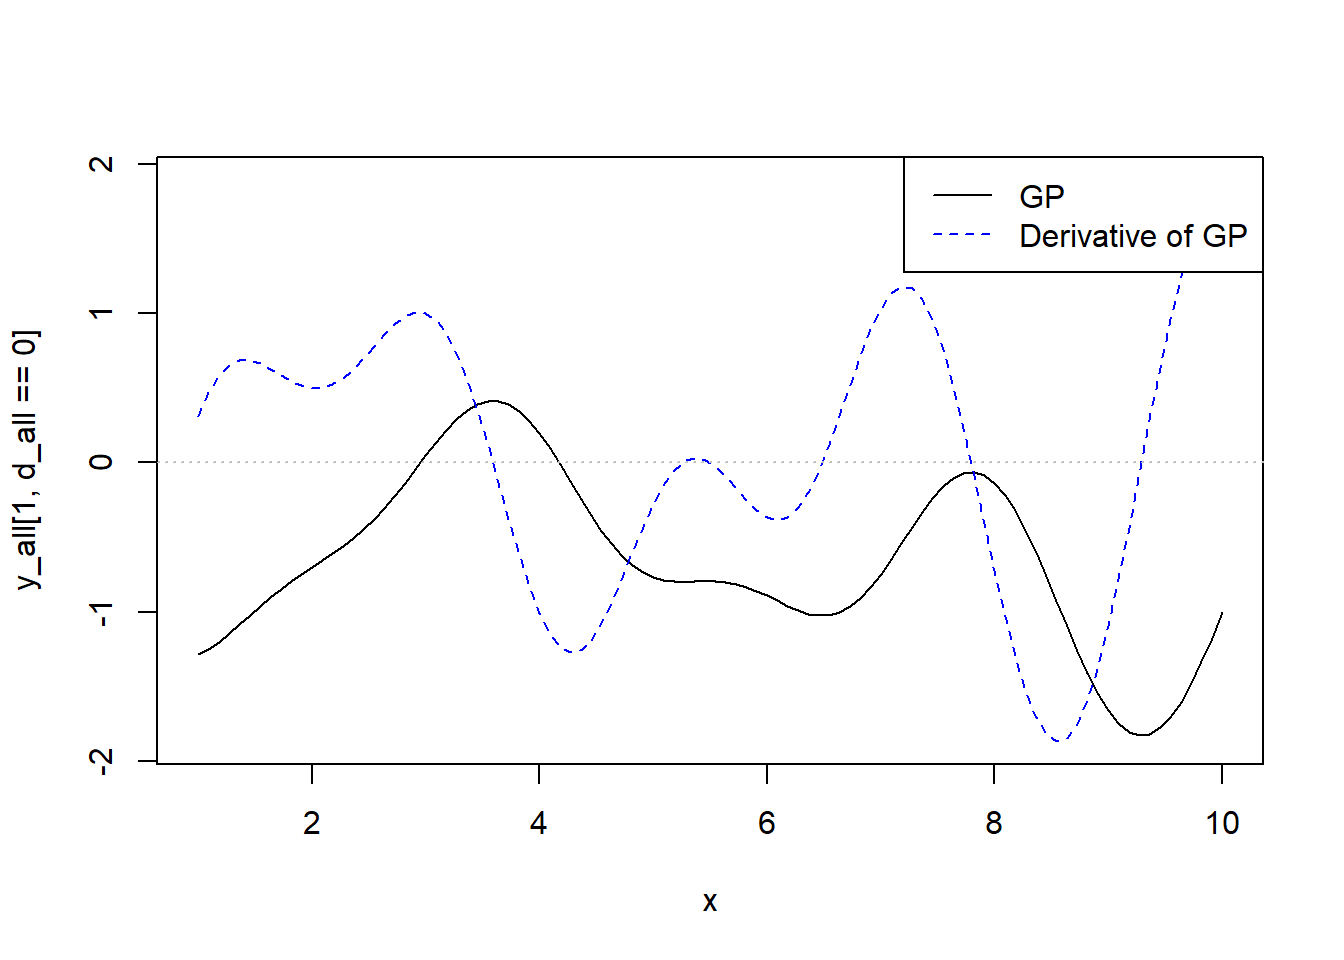 GP
Derivative of GP
y_all[1, d_all == 0]
2
1
0
-1
-2
2
4
6
8
10
x